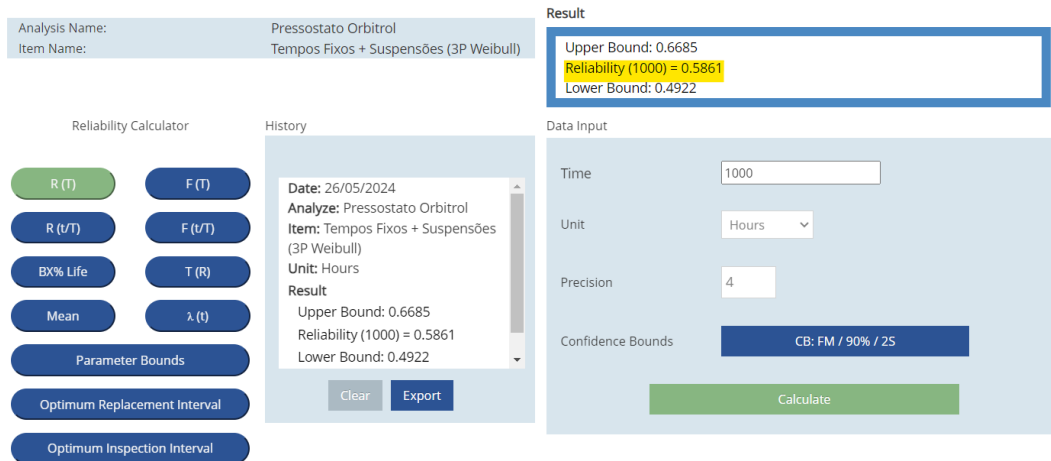 Analysis Name: Pressostato Orbitrol
Item Name: Tempos Fixos + Suspensões (3P Weibull)
Result
Upper Bound: 0.6685
Reliability (1000) = 0.5861
Lower Bound: 0.4922
Reliability Calculator
R (T)
F (T)
R (t/T)
F (t/T)
BX% Life
T (R)
Mean
λ (t)
Parameter Bounds
Optimum Replacement Interval
Optimum Inspection Interval
History
Date: 26/05/2024
Analyze: Pressostato Orbitrol
Item: Tempos Fixos + Suspensões
(3P Weibull)
Unit: Hours
Result
Upper Bound: 0.6685
Reliability (1000) = 0.5861
Lower Bound: 0.4922
Clear
Export
Data Input
Time 1000
Unit Hours
Precision 4
Confidence Bounds CB: FM / 90% / 2S
Calculate